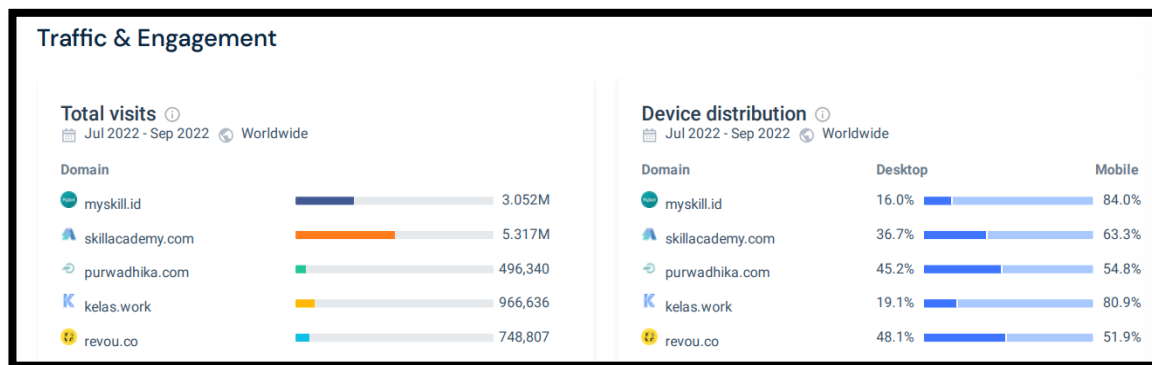 Traffic & Engagement
Total visits
Jul 2022 - Sep 2022 Worldwide
Domain
myskill.id 3.052M
skillacademy.com 5.317M
purwadhika.com 496,340
kelas.work 966,636
revou.co 748,807
Device distribution
Jul 2022 - Sep 2022 Worldwide
Domain Desktop Mobile
myskill.id 16.0% 84.0%
skillacademy.com 36.7% 63.3%
purwadhika.com 45.2% 54.8%
kelas.work 19.1% 80.9%
revou.co 48.1% 51.9%